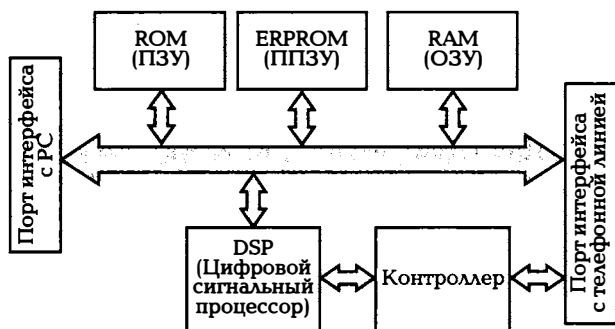 ROM
(ПЗУ)
ERPROM
(ППЗУ)
RAM
(ОЗУ)
Порт интерфейса
с PC
DSP
(Цифровой
сигнальный
процессор)
Контроллер
Порт интерфейса
с телефонной линией